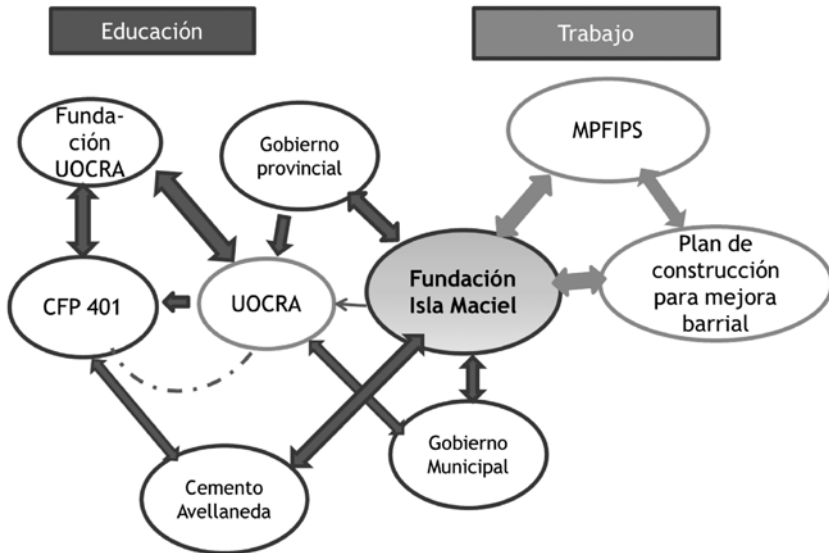 Educación
Trabajo
Funda-
ción
UOCRA
Gobierno
provincial
MPFIPS
CFP 401
UOCRA
Fundación
Isla Maciel
Plan de
construcción
para mejora
barrial
Cemento
Avellaneda
Gobierno
Municipal